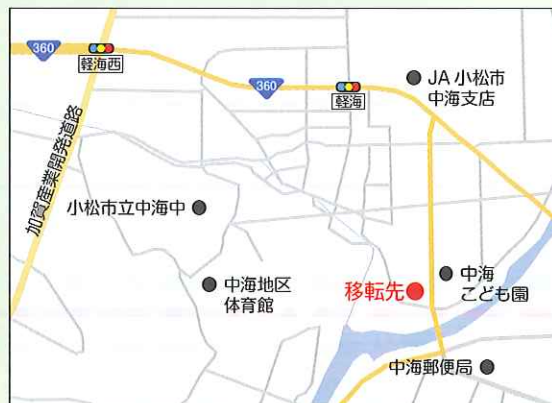 360
軽海西
360
軽海
JA 小松市
中海支店
加賀産業開発道路
小松市立中海中
中海地区
体育館
移転先
中海
こども園
中海郵便局